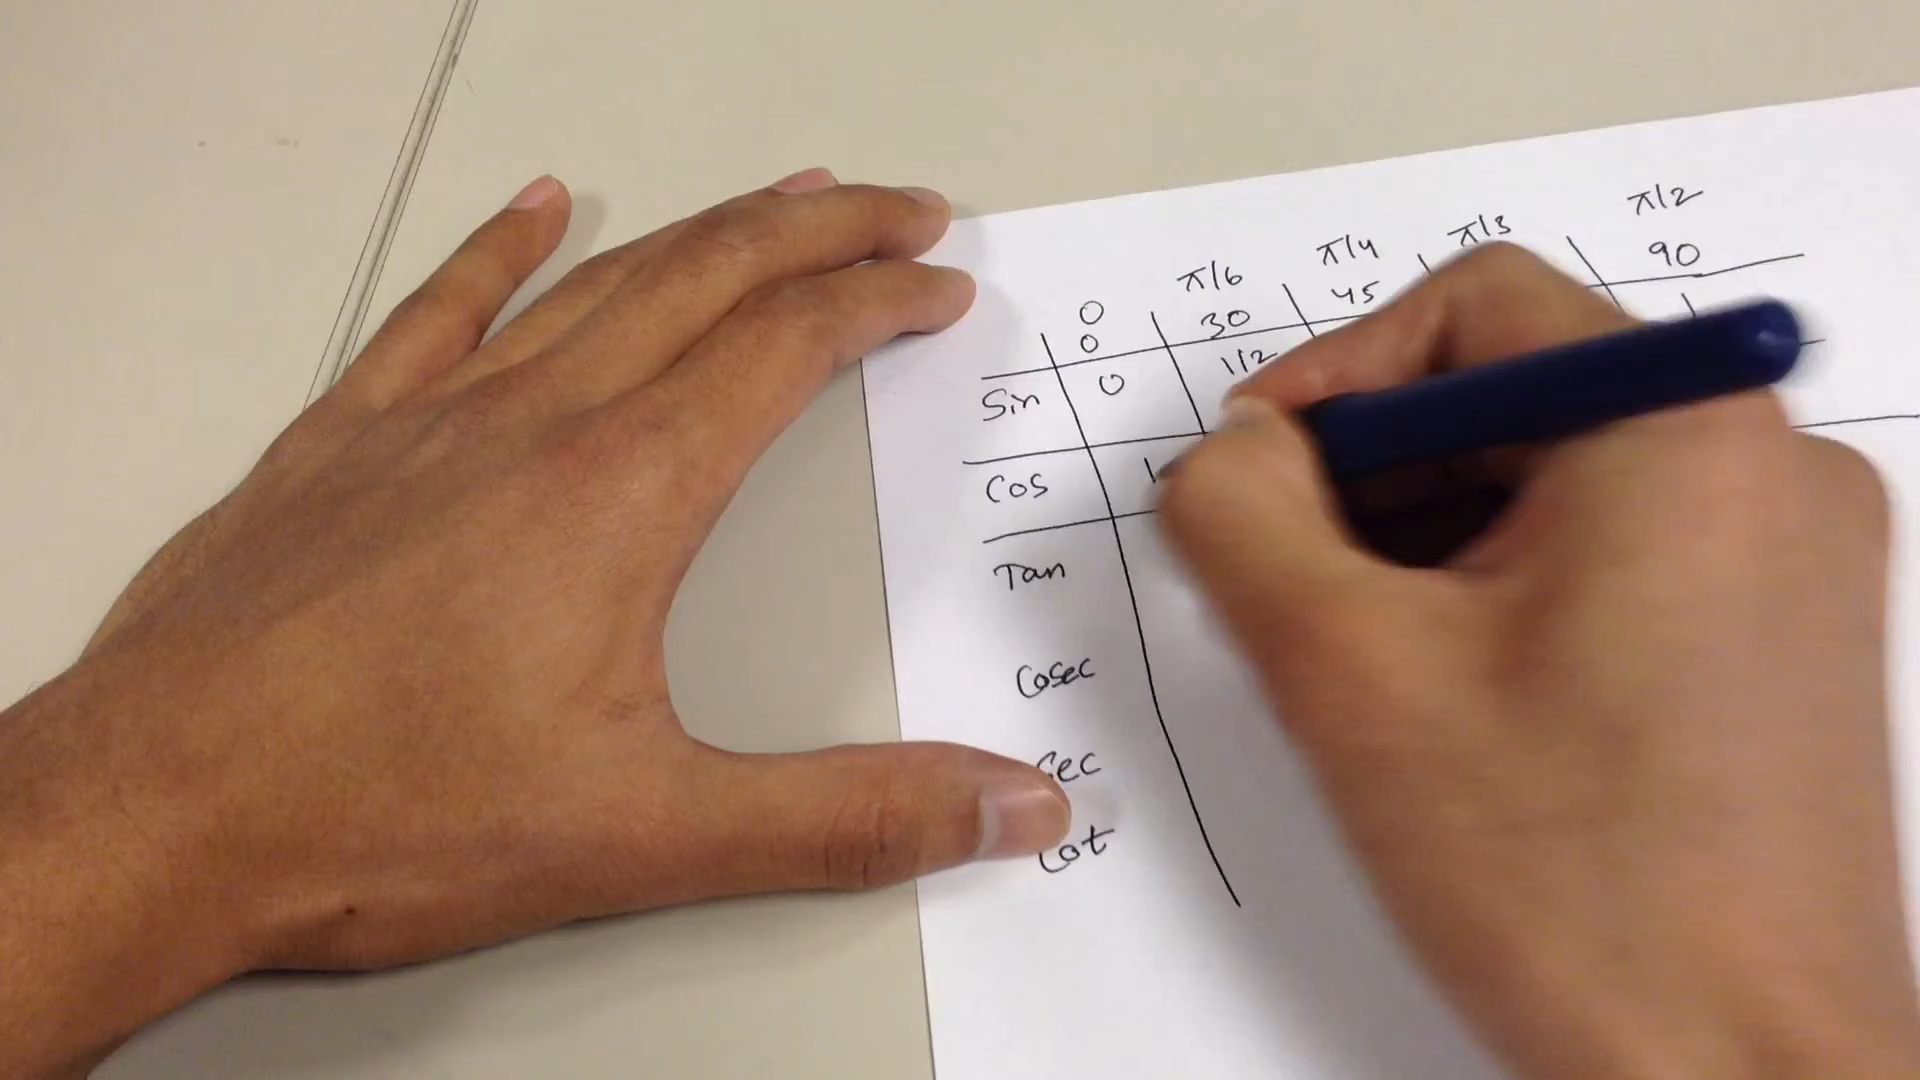 0 π/6 π/4 π/3 π/2
0 30 45 90
Sin 0 1/2 1
Cos 1
Tan
Cosec
Sec
Cot